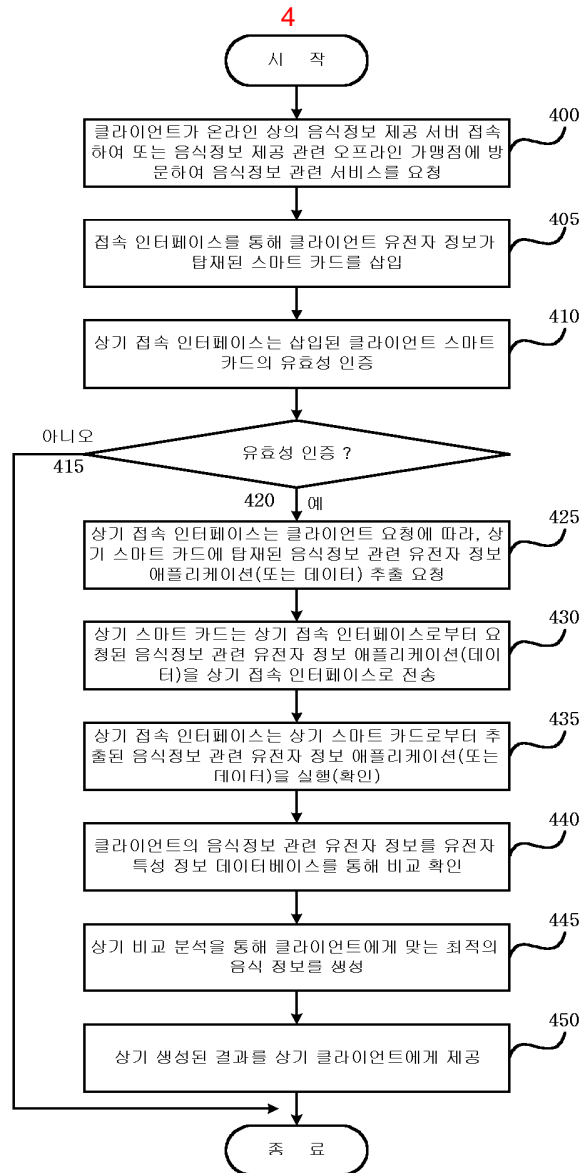 4
시 작
클라이언트가 온라인 상의 음식정보 제공 서버 접속
하여 또는 음식정보 제공 관련 오프라인 가맹점에 방
문하여 음식정보 관련 서비스를 요청
400
접속 인터페이스를 통해 클라이언트 유전자 정보가
탑재된 스마트 카드를 삽입
405
상기 접속 인터페이스는 삽입된 클라이언트 스마트
카드의 유효성 인증
410
유효성 인증 ?
아니오
415
420 예
상기 접속 인터페이스는 클라이언트 요청에 따라, 상
기 스마트 카드에 탑재된 음식정보 관련 유전자 정보
애플리케이션(또는 데이터) 추출 요청
425
상기 스마트 카드는 상기 접속 인터페이스로부터 요
청된 음식정보 관련 유전자 정보 애플리케이션(데이
터)을 상기 접속 인터페이스로 전송
430
상기 접속 인터페이스는 상기 스마트 카드로부터 추
출된 음식정보 관련 유전자 정보 애플리케이션(또는
데이터)을 실행(확인)
435
클라이언트의 음식정보 관련 유전자 정보를 유전자
특성 정보 데이터베이스를 통해 비교 확인
440
상기 비교 분석을 통해 클라이언트에게 맞는 최적의
음식 정보를 생성
445
상기 생성된 결과를 상기 클라이언트에게 제공
450
종 료